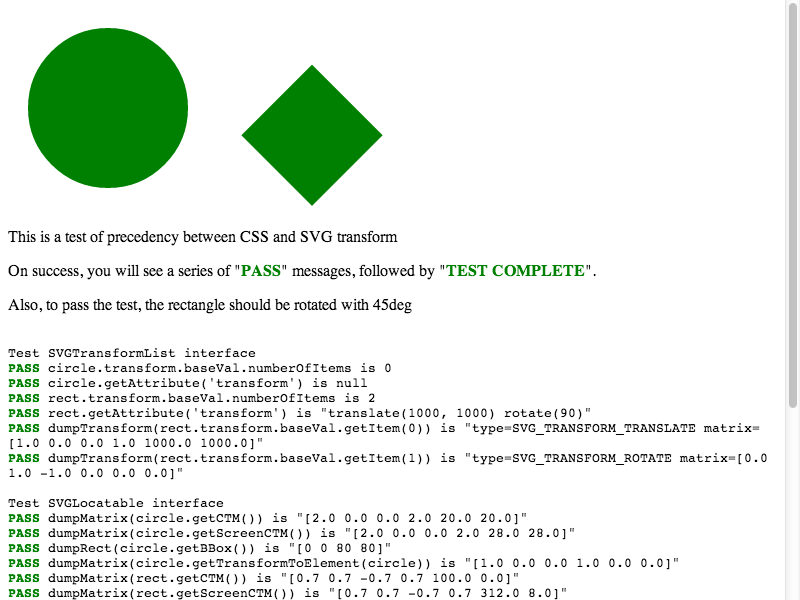 This is a test of precedency between CSS and SVG transform
On success, you will see a series of "PASS" messages, followed by "TEST COMPLETE".
Also, to pass the test, the rectangle should be rotated with 45deg
Test SVGTransformList interface
PASS circle.transform.baseVal.numberOfItems is 0
PASS circle.getAttribute('transform') is null
PASS rect.transform.baseVal.numberOfItems is 2
PASS rect.getAttribute('transform') is "translate(1000, 1000) rotate(90)"
PASS dumpTransform(rect.transform.baseVal.getItem(0)) is "type=SVG_TRANSFORM_TRANSLATE matrix=
[1.0 0.0 0.0 1.0 1000.0 1000.0]"
PASS dumpTransform(rect.transform.baseVal.getItem(1)) is "type=SVG_TRANSFORM_ROTATE matrix=[0.0
1.0 -1.0 0.0 0.0 0.0]"
Test SVGLocatable interface
PASS dumpMatrix(circle.getCTM()) is "[2.0 0.0 0.0 2.0 20.0 20.0]"
PASS dumpMatrix(circle.getScreenCTM()) is "[2.0 0.0 0.0 2.0 28.0 28.0]"
PASS dumpRect(circle.getBBox()) is "[0 0 80 80]"
PASS dumpMatrix(circle.getTransformToElement(circle)) is "[1.0 0.0 0.0 1.0 0.0 0.0]"
PASS dumpMatrix(rect.getCTM()) is "[0.7 0.7 -0.7 0.7 100.0 0.0]"
PASS dumpMatrix(rect.getScreenCTM()) is "[0.7 0.7 -0.7 0.7 312.0 8.0]"